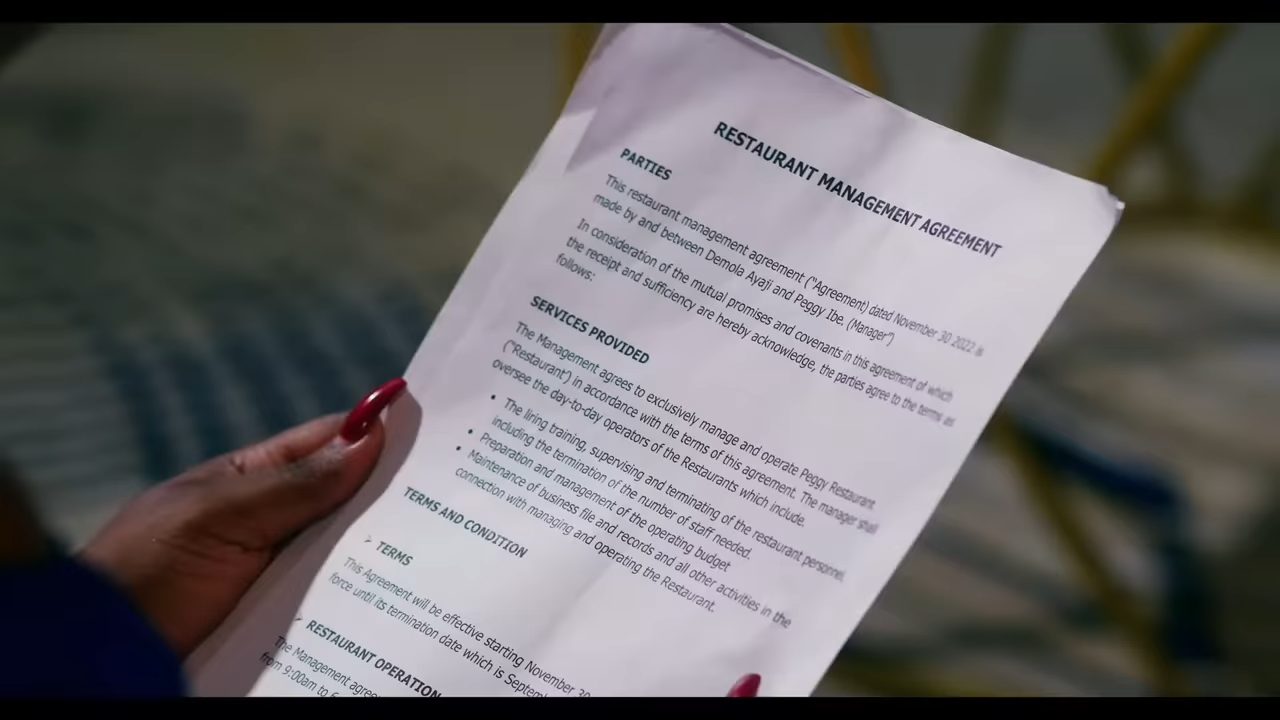 RESTAURANT MANAGEMENT AGREEMENT
PARTIES
This restaurant management agreement ("Agreement) dated November 30 2022 is
made by and between Demola Ayaji and Peggy Ibe. (Manager")
In consideration of the mutual promises and covenants in this agreement of which
the receipt and sufficiency are hereby acknowledge, the parties agree to the terms as
follows:
SERVICES PROVIDED
The Management agrees to exclusively manage and operate Peggy Restaurant
("Restaurant") in accordance with the terms of this agreement. The manager shall
oversee the day-to-day operators of the Restaurants which include.
• The liring training, supervising and terminating of the restaurant personnel,
including the termination of the number of staff needed.
• Preparation and management of the operating budget
• Maintenance of business file and records and all other activities in the
connection with managing and operating the Restaurant.
TERMS AND CONDITION
➢ TERMS
This Agreement will be effective starting November 30
force until its termination date which is Septemb
➢ RESTAURANT OPERATION
The Management agree
from 9:00am to